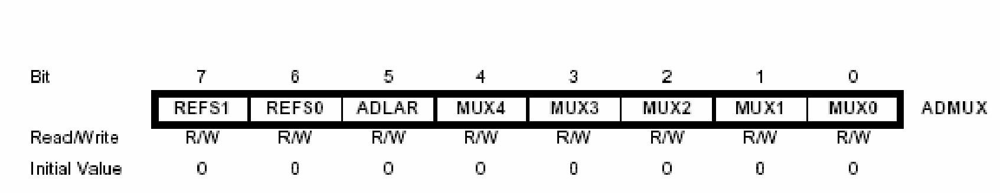 Bit 7 6 5 4 3 2 1 0
REFS1 REFS0 ADLAR MUX4 MUX3 MUX2 MUX1 MUX0 ADMUX
Read/Write R/W R/W R/W R/W R/W R/W R/W R/W
Initial Value 0 0 0 0 0 0 0 0